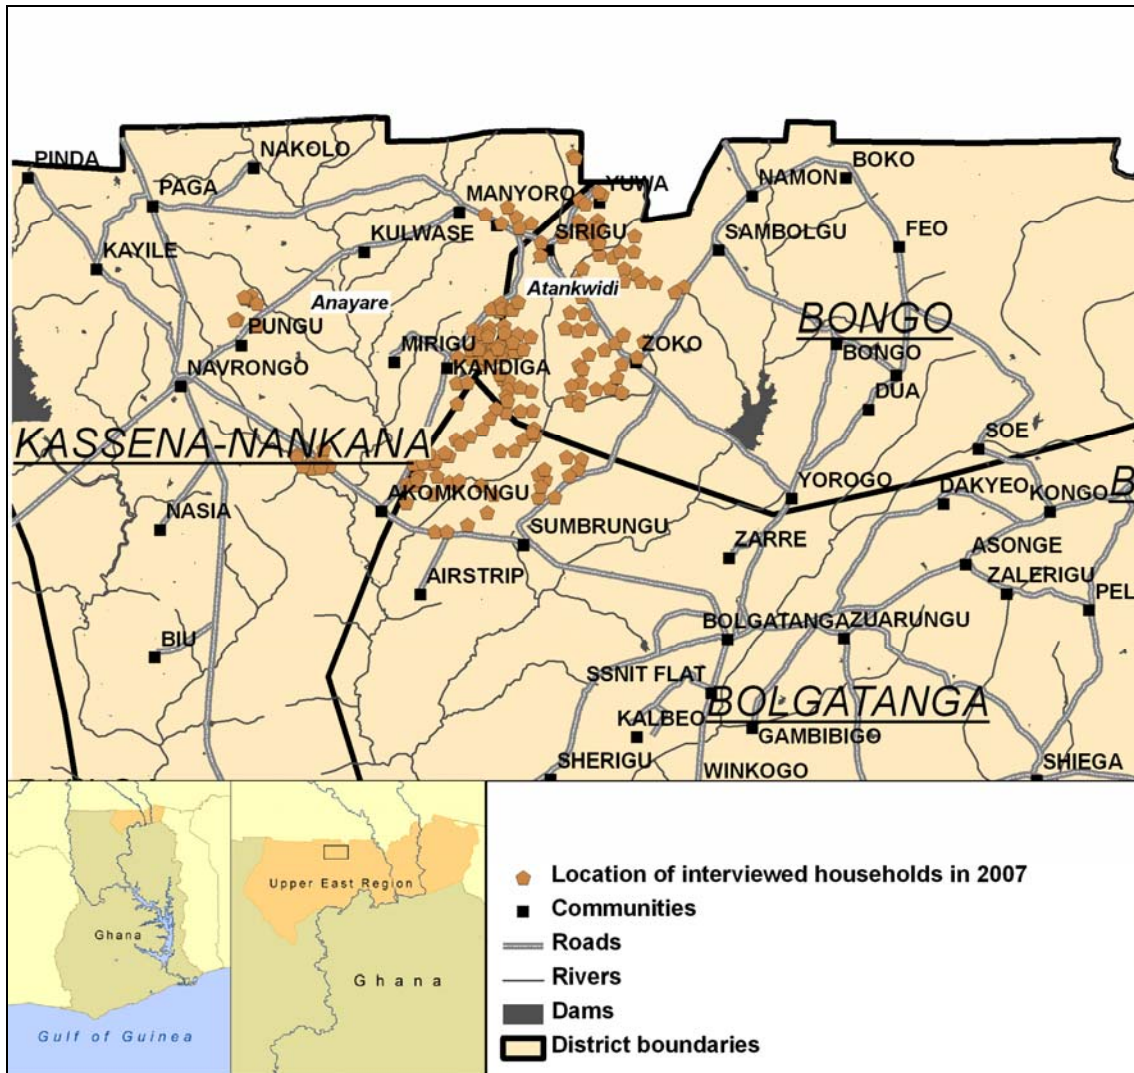 PINDA
NAKOLO
PAGA
MANYORO
YUWA
NAMON
BOKO
KULWASE
SIRIGU
SAMBOLGU
FEO
KAYILE
Anayare
Atankwidi
BONGO
PUNGU
MIRIGU
ZOKO
BONGO
NAVRONGO
KANDIGA
DUA
KASSENA-NANKANA
SOE
AKOMKONGU
YOROGO
DAKYEO
KONGO
B
NASIA
SUMBRUNGU
ZARRE
ASONGE
AIRSTRIP
ZALERIGU
PEL
BIU
BOLGATANGA
ZUARUNGU
SSNIT FLAT
BOLGATANGA
KALBEO
GAMBIBIGO
SHERIGU
WINKOGO
SHIEGA
Ghana
Gulf of Guinea
Upper East Region
Ghana
Location of interviewed households in 2007
Communities
Roads
Rivers
Dams
District boundaries